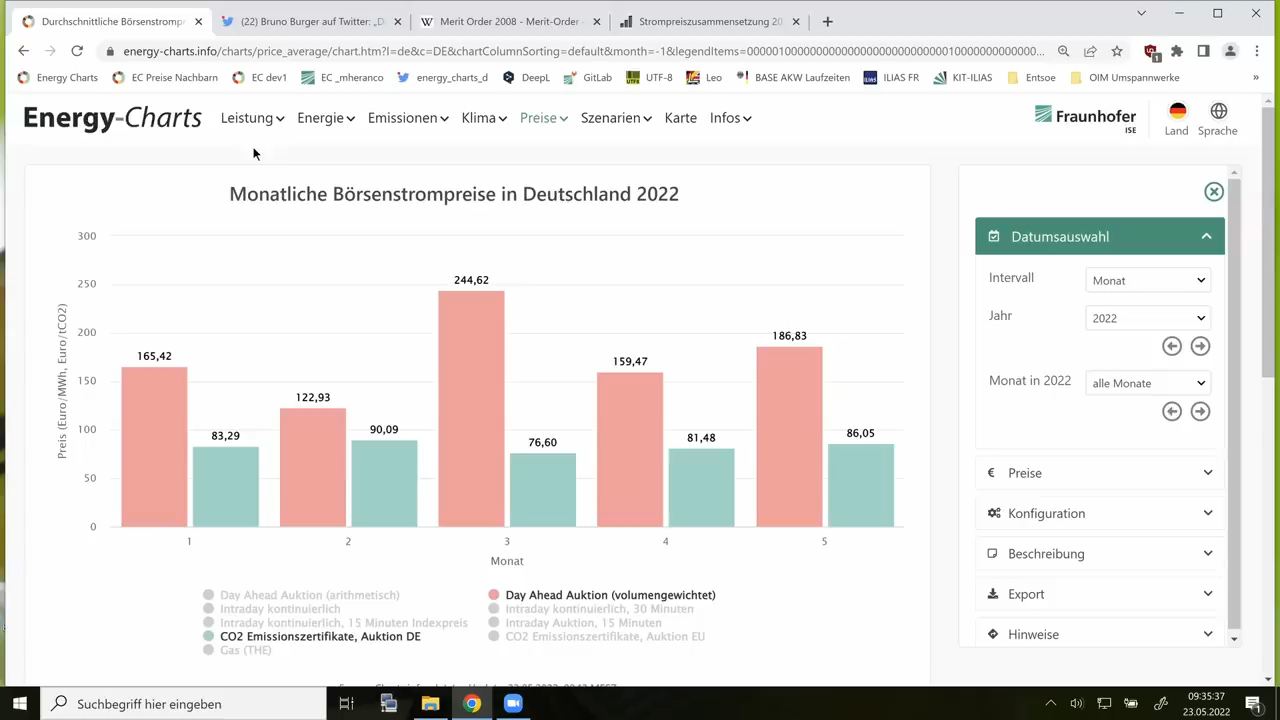 Durchschnittliche Börsenstrompr
(22) Bruno Burger auf Twitter: „D
Merit Order 2008 - Merit-Order -
Strompreiszusammensetzung 20
energy-charts.info/charts/price_average/chart.htm?l=de&c=DE&chartColumnSorting=default&month=-1&legendItems=
Energy Charts
EC Preise Nachbarn
EC dev1
EC _mheranco
energy_charts_d
DeepL
GitLab
UTF-8
Leo
BASE AKW Laufzeiten
ILIAS FR
KIT-ILIAS
Entsoe
OIM Umspannwerke
»
Energy-Charts
Leistung
Energie
Emissionen
Klima
Preise
Szenarien
Karte
Infos
Fraunhofer
ISE
Land
Sprache
Monatliche Börsenstrompreise in Deutschland 2022
Preis (Euro/MWh, Euro/tCO2)
300
250
200
150
100
50
0
165,42
83,29
122,93
90,09
244,62
76,60
159,47
81,48
186,83
86,05
1
2
3
4
5
Monat
Day Ahead Auktion (arithmetisch)
Day Ahead Auktion (volumengewichtet)
Intraday kontinuierlich
Intraday kontinuierlich, 30 Minuten
Intraday kontinuierlich, 15 Minuten Indexpreis
Intraday Auktion, 15 Minuten
CO2 Emissionszertifikate, Auktion DE
CO2 Emissionszertifikate, Auktion EU
Gas (THE)
Datumsauswahl
Intervall
Monat
Jahr
2022
Monat in 2022
alle Monate
€ Preise
Konfiguration
Beschreibung
Export
Hinweise
Suchbegriff hier eingeben
09:35:37
23.05.2022
1